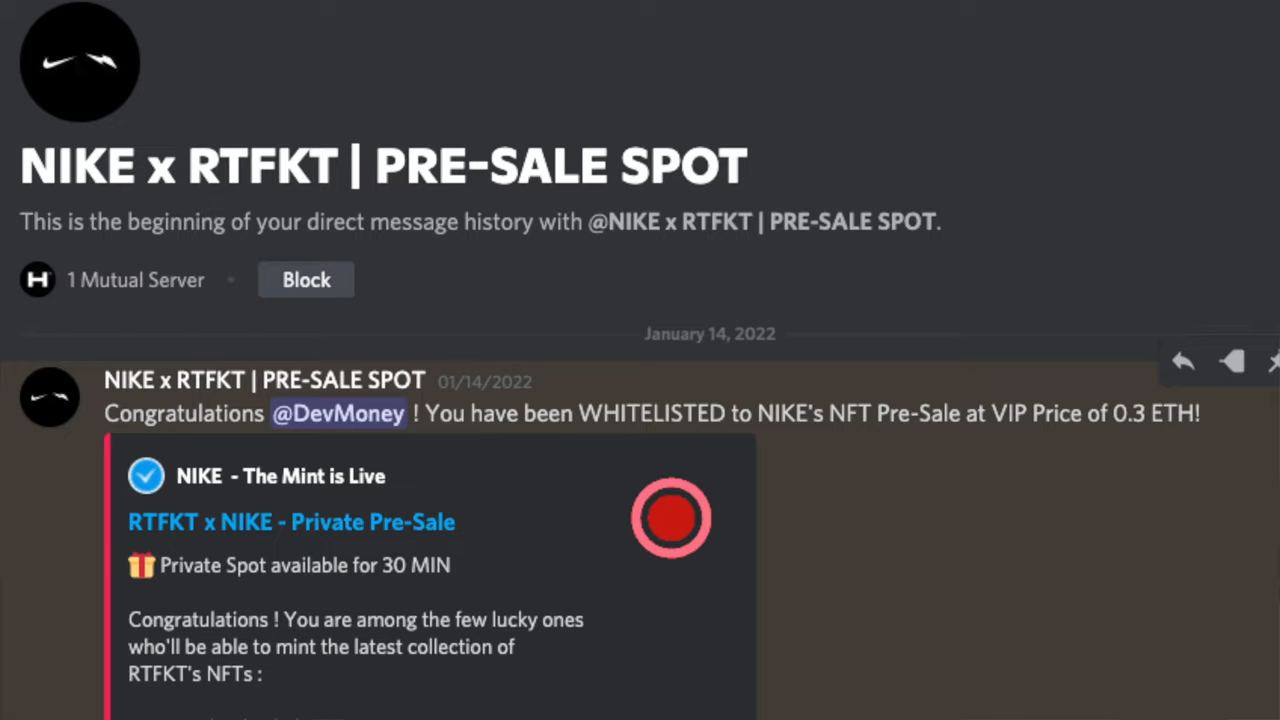 NIKE x RTFKT | PRE-SALE SPOT
This is the beginning of your direct message history with @NIKE x RTFKT | PRE-SALE SPOT.
H 1 Mutual Server • Block
January 14, 2022
NIKE x RTFKT | PRE-SALE SPOT 01/14/2022
Congratulations @DevMoney ! You have been WHITELISTED to NIKE's NFT Pre-Sale at VIP Price of 0.3 ETH!
NIKE - The Mint is Live
RTFKT x NIKE - Private Pre-Sale
🎁 Private Spot available for 30 MIN
Congratulations ! You are among the few lucky ones
who'll be able to mint the latest collection of
RTFKT's NFTs :